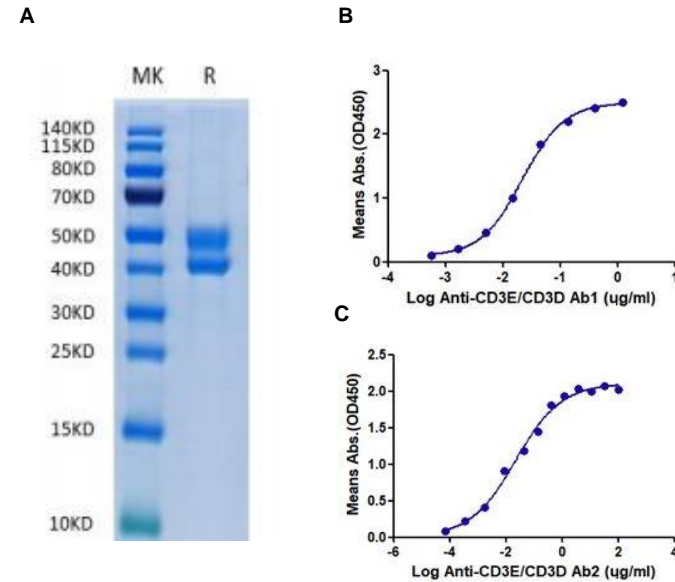 A
MK R
140KD
115KD
80KD
70KD
50KD
40KD
30KD
25KD
15KD
10KD
B
3
2
1
0
-4 -3 -2 -1 0 1
Means Abs.(OD450)
Log Anti-CD3E/CD3D Ab1 (ug/ml)
C
2.5
2.0
1.5
1.0
0.5
0.0
-6 -4 -2 0 2 4
Means Abs.(OD450)
Log Anti-CD3E/CD3D Ab2 (ug/ml)